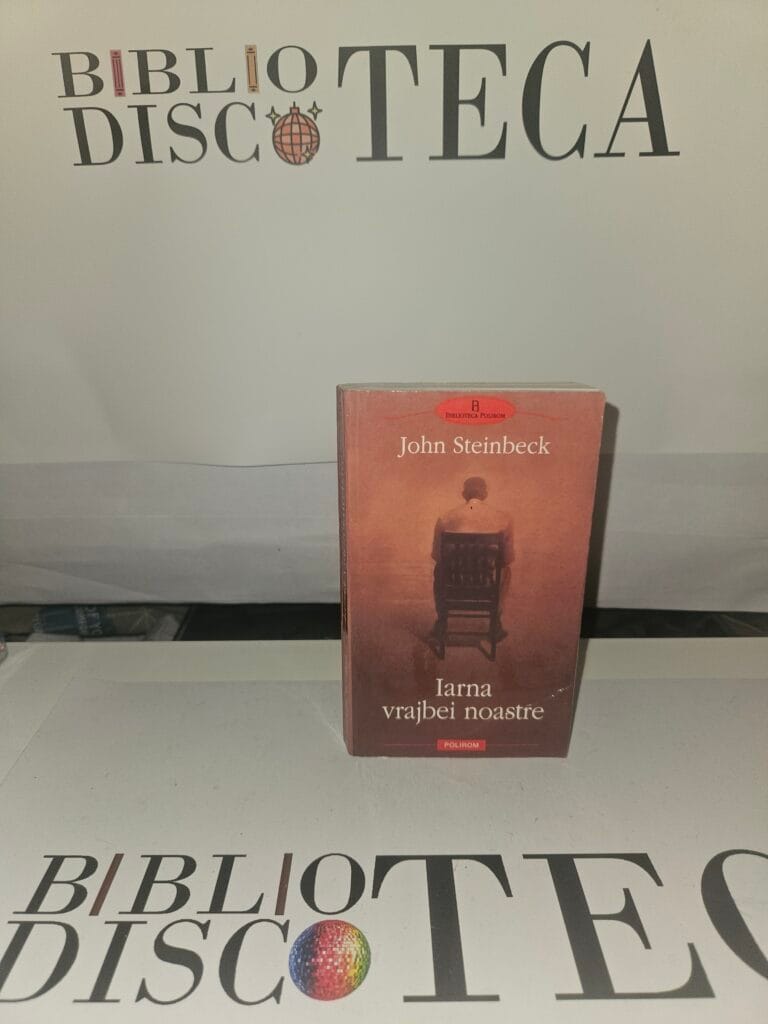 BIBLIO
DISCOTECA
BIBLIOTECA POLIROM
John Steinbeck
Iarna
vrajbei noastre
POLIROM
BIBLIO
DISCOTEC